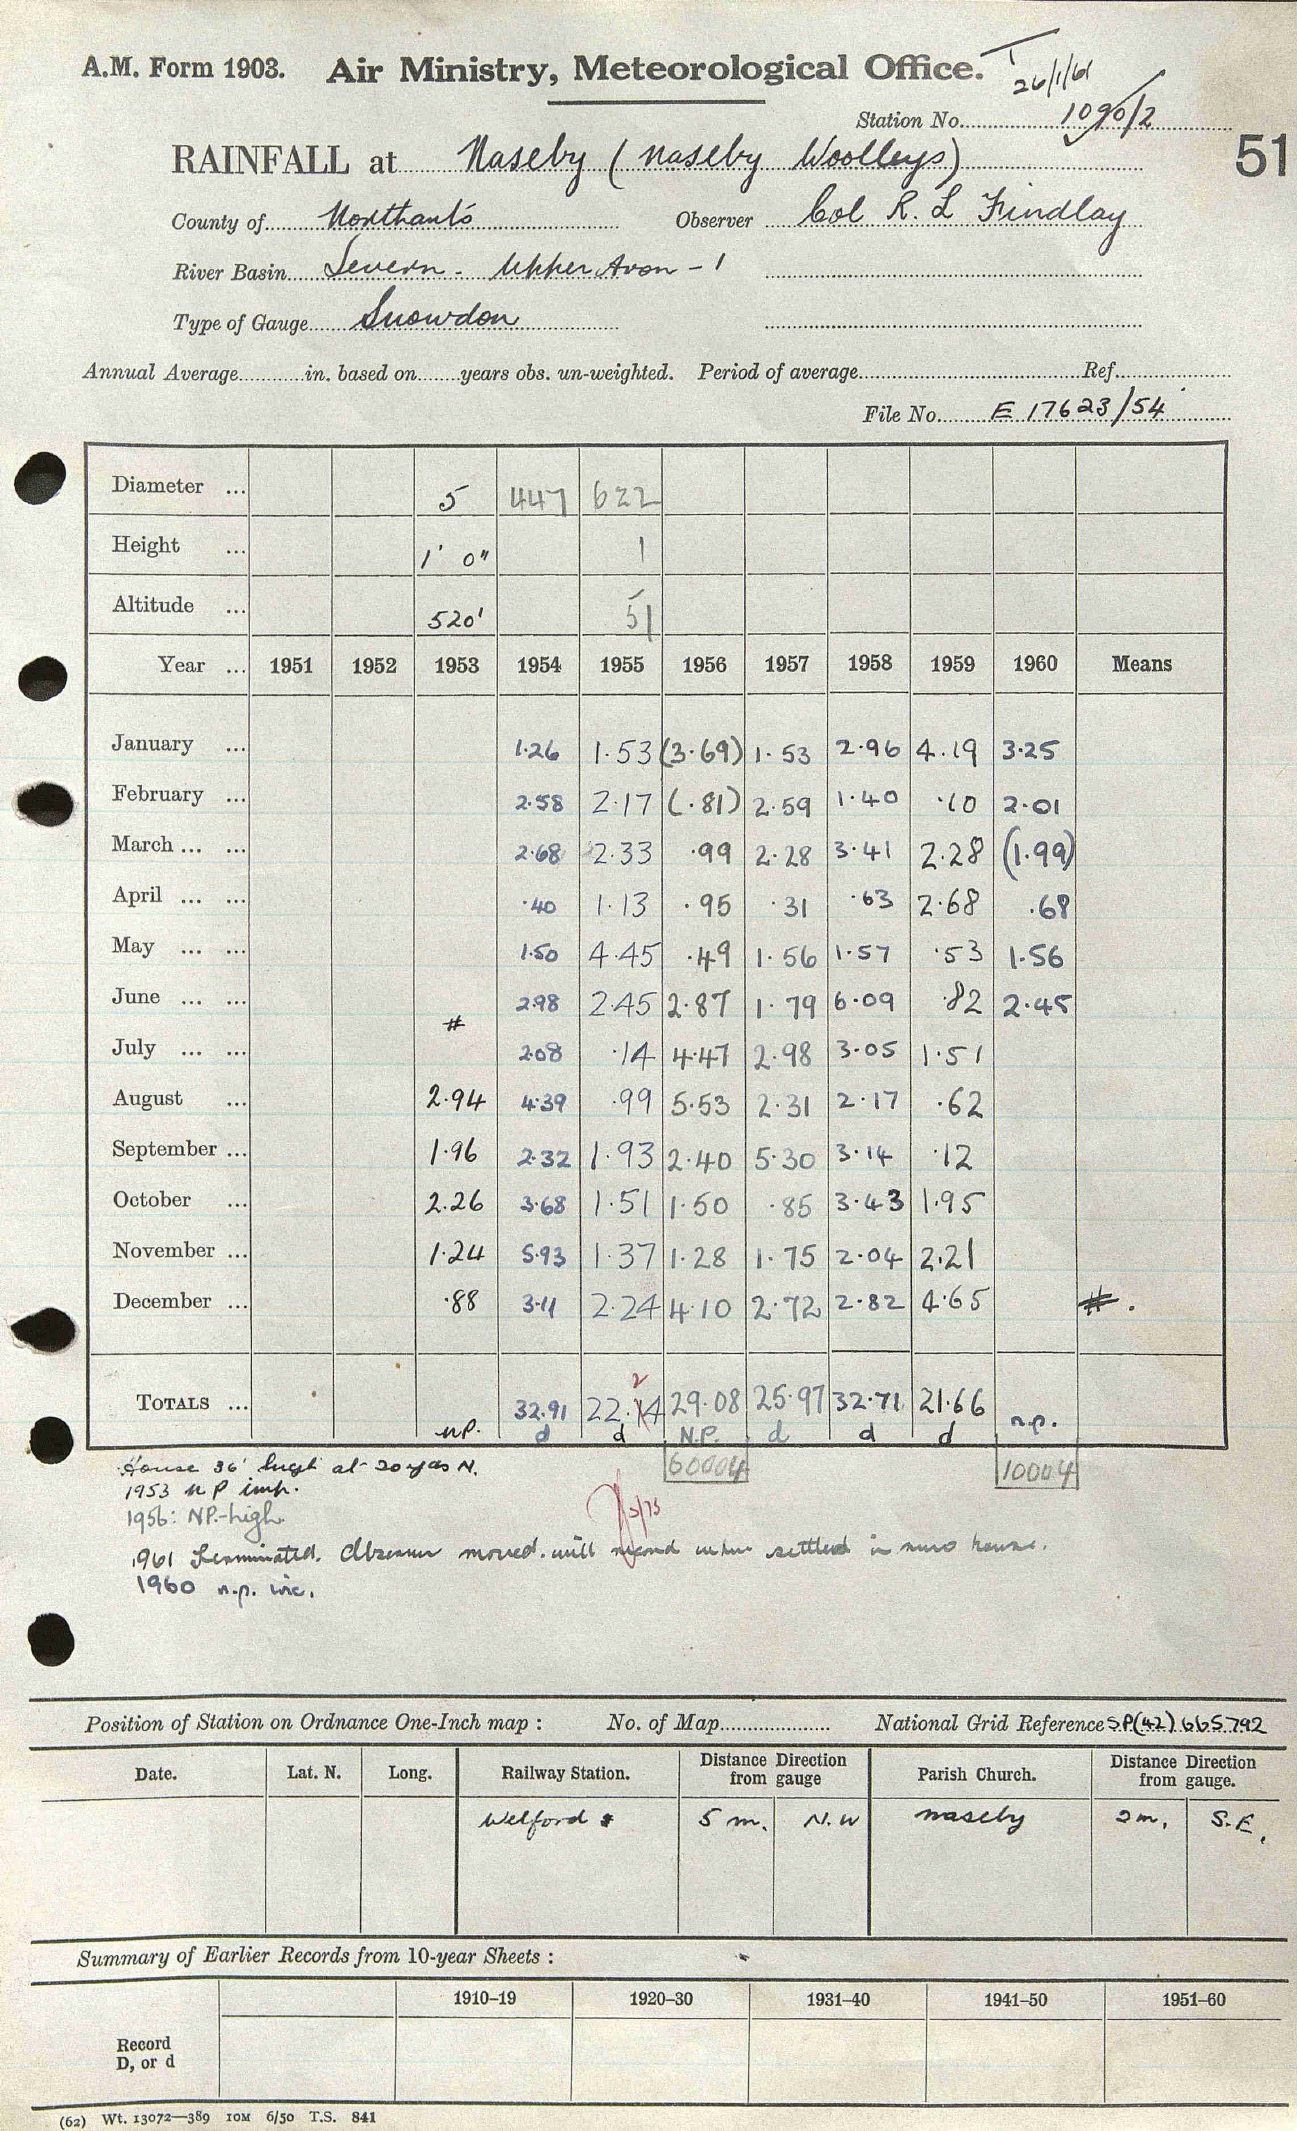 A.M. Form 1903. Air Ministry, Meteorological Office.
26/1/61
Station No. 1090/2
51
RAINFALL at Naseby (Naseby Woolleys)
County of Northants Observer Col R. L Findlay
River Basin Severn - Upper Avon - 1
Type of Gauge Snowdon
Annual Average in. based on years obs. un-weighted. Period of average Ref.
File No. E 17623/54
Diameter ... 5 447 622
Height ... 1' 0" 1
Altitude ... 520' 51
Year ... 1951 1952 1953 1954 1955 1956 1957 1958 1959 1960 Means
January ... 1.26 1.53 (3.69) 1.53 2.96 4.19 3.25
February ... 2.58 2.17 (.81) 2.59 1.40 .10 2.01
March ... ... 2.68 2.33 .99 2.28 3.41 2.28 (1.99)
April ... ... .40 1.13 .95 .31 .63 2.68 .68
May ... ... 1.50 4.45 .49 1.56 1.57 .53 1.56
June ... ... 2.98 2.45 2.87 1.79 6.09 .82 2.45
#
July ... ... 2.08 .14 4.47 2.98 3.05 1.51
August ... 2.94 4.39 .99 5.53 2.31 2.17 .62
September ... 1.96 2.32 1.93 2.40 5.30 3.14 .12
October ... 2.26 3.68 1.51 1.50 .85 3.43 1.95
November ... 1.24 5.93 1.37 1.28 1.75 2.04 2.21
December ... .88 3.11 2.24 4.10 2.72 2.82 4.65 #.
2
TOTALS ... 32.91 22.14 29.08 25.97 32.71 21.66 n.p.
n.p. d d N.P. d d d
60004 10004
House 36' high at 20 yds N.
1953 n P imp.
1956: N.P.-high
5/73
1961 Terminated. Observer moved. will record when settled in new house.
1960 n.p. inc.
Position of Station on Ordnance One-Inch map : No. of Map National Grid Reference SP(42) 665792
Date. Lat. N. Long. Railway Station. Distance from gauge Direction Parish Church. Distance from gauge. Direction
Welford 5 m. N.W Naseby 2m. S.E.
Summary of Earlier Records from 10-year Sheets :
1910–19 1920–30 1931–40 1941–50 1951–60
Record
D, or d
(62) Wt. 13072—389 10M 6/50 T.S. 841